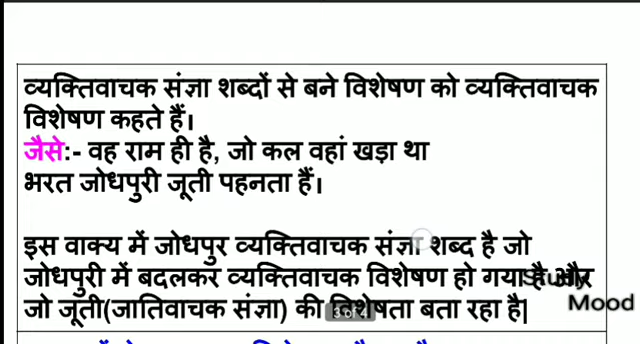 व्यक्तिवाचक संज्ञा शब्दों से बने विशेषण को व्यक्तिवाचक
विशेषण कहते हैं।
जैसे:- वह राम ही है, जो कल वहां खड़ा था
भरत जोधपुरी जूती पहनता हैं।
इस वाक्य में जोधपुर व्यक्तिवाचक संज्ञा शब्द है जो
जोधपुरी में बदलकर व्यक्तिवाचक विशेषण हो गया है और
जो जूती(जातिवाचक संज्ञा) की विशेषता बता रहा है|
Study
Mood